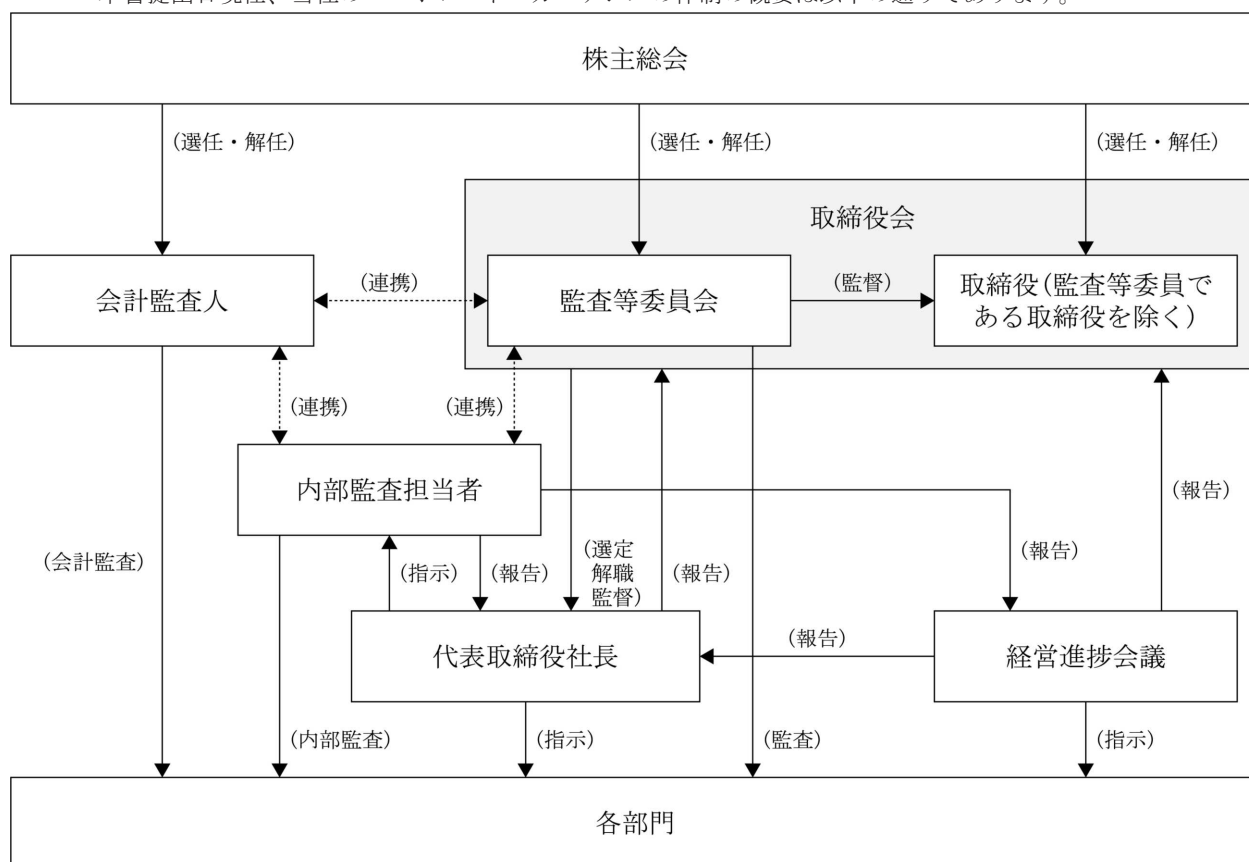 株主総会
(選任・解任)
(選任・解任)
(選任・解任)
取締役会
会計監査人
(連携)
監査等委員会
(監督)
取締役(監査等委員で
ある取締役を除く)
(連携)
(連携)
内部監査担当者
(報告)
(会計監査)
(指示)
(報告)
(選定
解職
監督)
(報告)
(報告)
代表取締役社長
(報告)
経営進捗会議
(内部監査)
(指示)
(監査)
(指示)
各部門